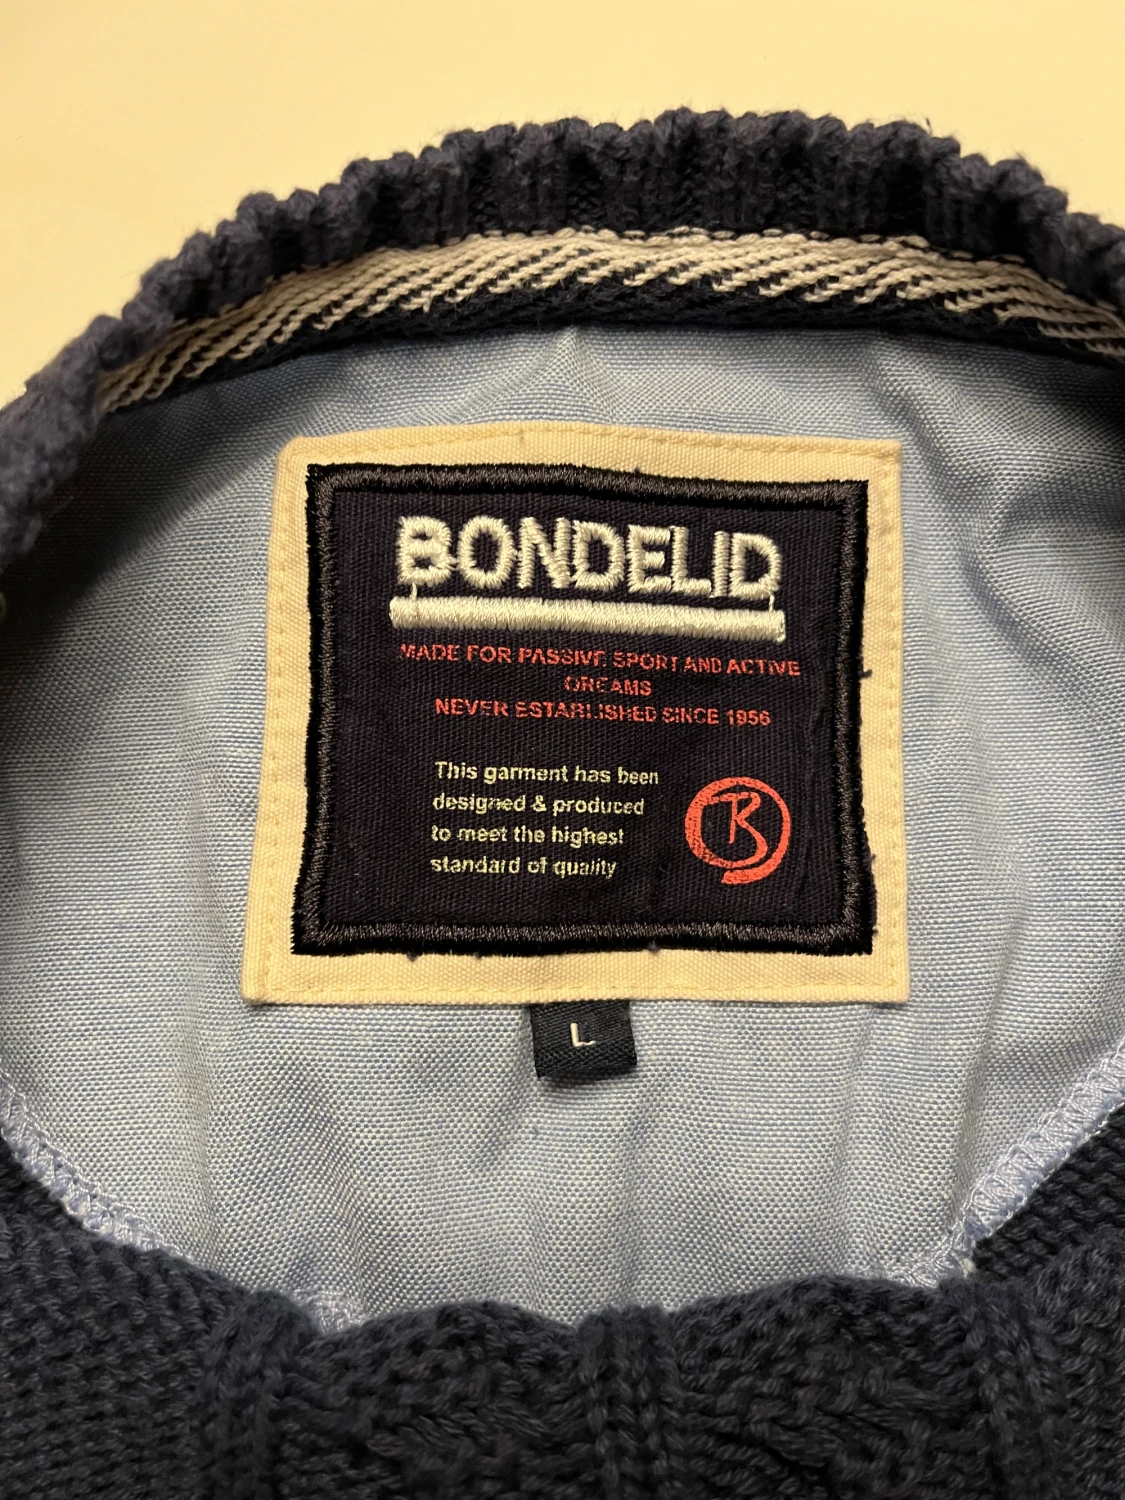 BONDELID
MADE FOR PASSIVE SPORT AND ACTIVE
DREAMS
NEVER ESTABLISHED SINCE 1956
This garment has been
designed & produced
to meet the highest
standard of quality
B
L